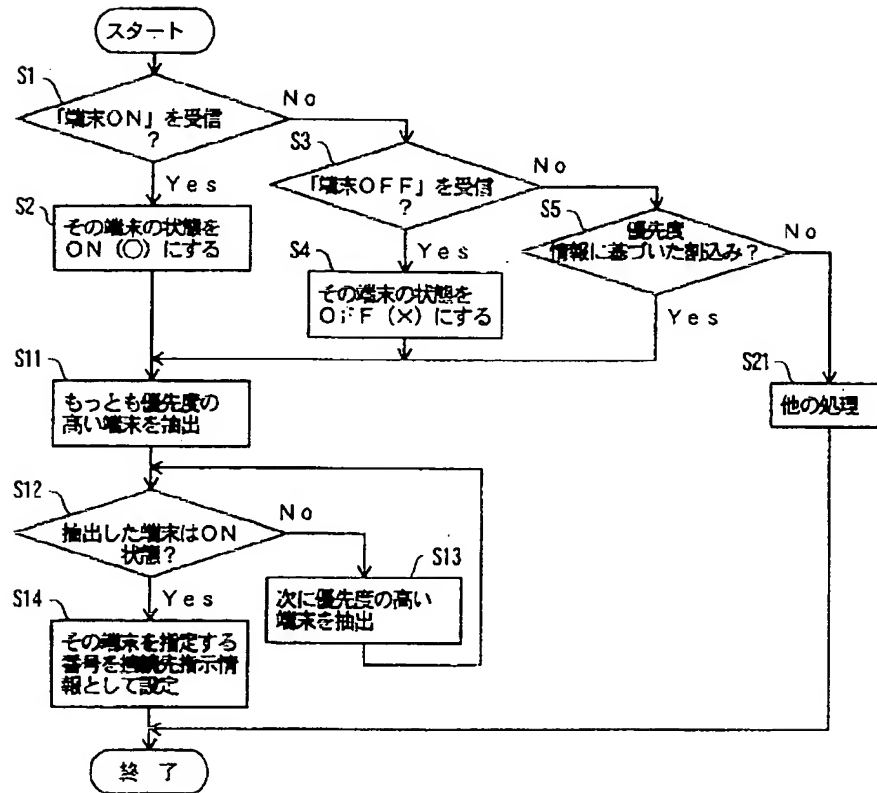 スタート
S1
「端末ON」を受信
?
No
Yes
S3
「端末OFF」を受信
?
No
Yes
S5
優先度
情報に基づいた割込み?
No
Yes
S2
その端末の状態を
ON(○)にする
S4
その端末の状態を
OFF(×)にする
S11
もっとも優先度の
高い端末を抽出
S21
他の処理
S12
抽出した端末はON
状態?
No
Yes
S13
次に優先度の高い
端末を抽出
S14
その端末を指定する
番号を接続先指示情
報として設定
終 了